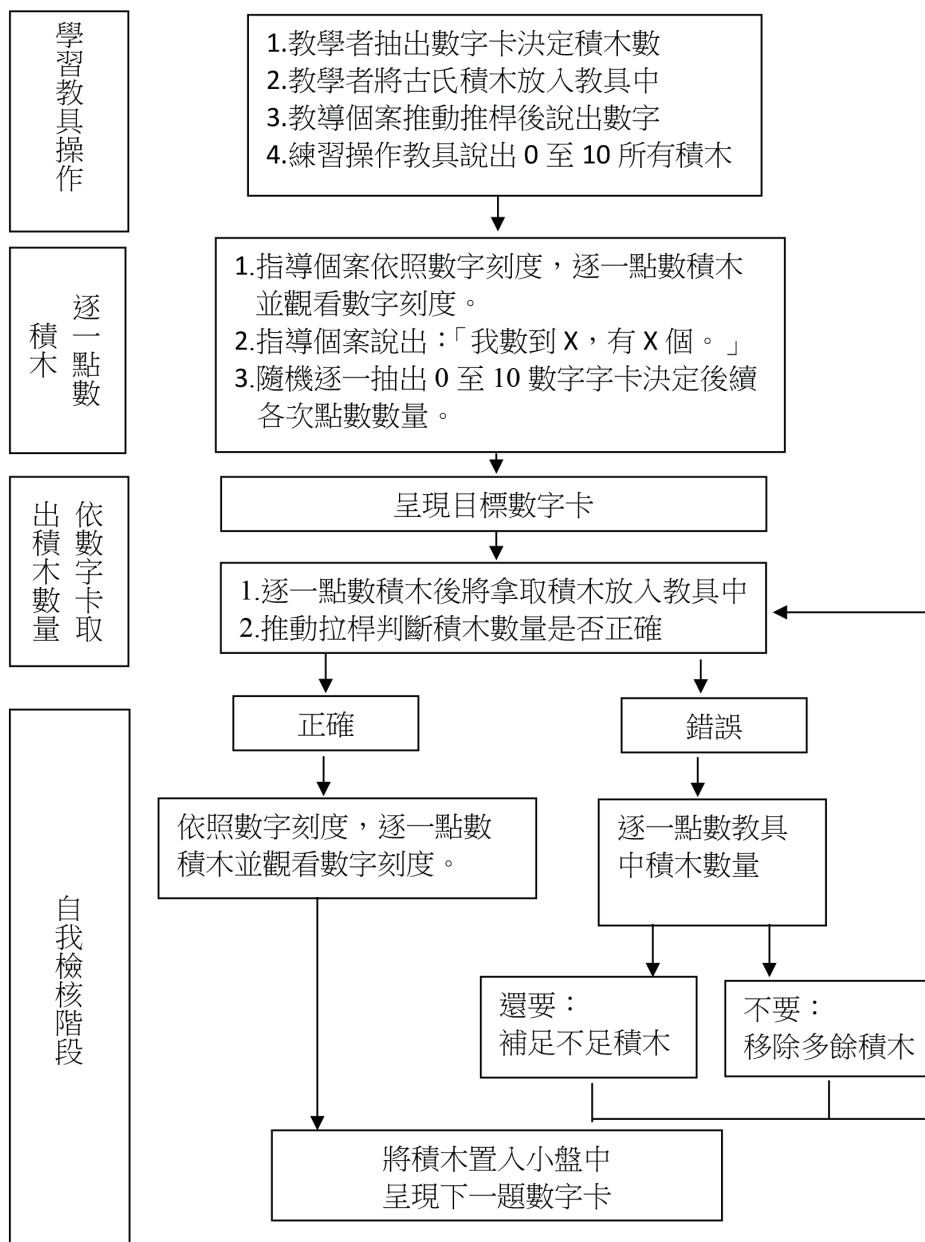 學習教具操作
1.教學者抽出數字卡決定積木數
2.教學者將古氏積木放入教具中
3.教導個案推動推桿後說出數字
4.練習操作教具說出 0 至 10 所有積木
逐一點數
積木
1.指導個案依照數字刻度，逐一點數積木
並觀看數字刻度。
2.指導個案說出：「我數到 X，有 X 個。」
3.隨機逐一抽出 0 至 10 數字字卡決定後續
各次點數數量。
依數字卡取
出積木數量
呈現目標數字卡
1.逐一點數積木後將拿取積木放入教具中
2.推動拉桿判斷積木數量是否正確
自我檢核階段
正確
錯誤
依照數字刻度，逐一點數
積木並觀看數字刻度。
逐一點數教具
中積木數量
還要：
補足不足積木
不要：
移除多餘積木
將積木置入小盤中
呈現下一題數字卡